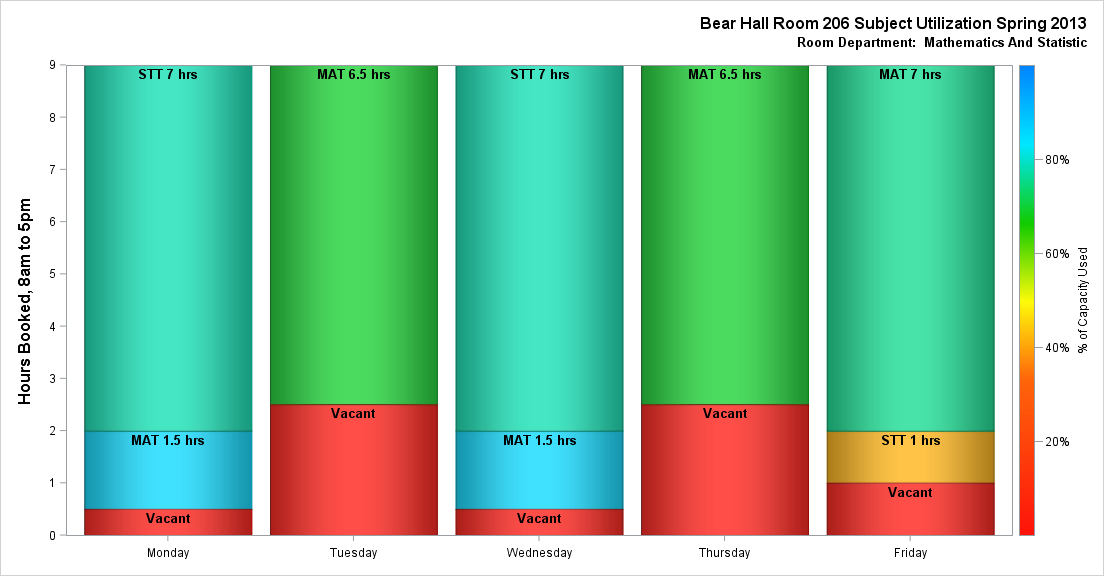 Bear Hall Room 206 Subject Utilization Spring 2013
Room Department: Mathematics And Statistic
Hours Booked, 8am to 5pm
9
8
7
6
5
4
3
2
1
0
STT 7 hrs
MAT 1.5 hrs
Vacant
MAT 6.5 hrs
Vacant
STT 7 hrs
MAT 1.5 hrs
Vacant
MAT 6.5 hrs
Vacant
MAT 7 hrs
STT 1 hrs
Vacant
Monday
Tuesday
Wednesday
Thursday
Friday
80%
60%
40%
20%
% of Capacity Used